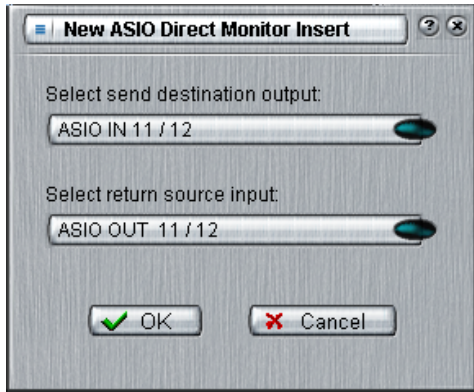 New ASIO Direct Monitor Insert ?
Select send destination output:
ASIO IN 11 / 12
Select return source input:
ASIO OUT 11 / 12
OK Cancel